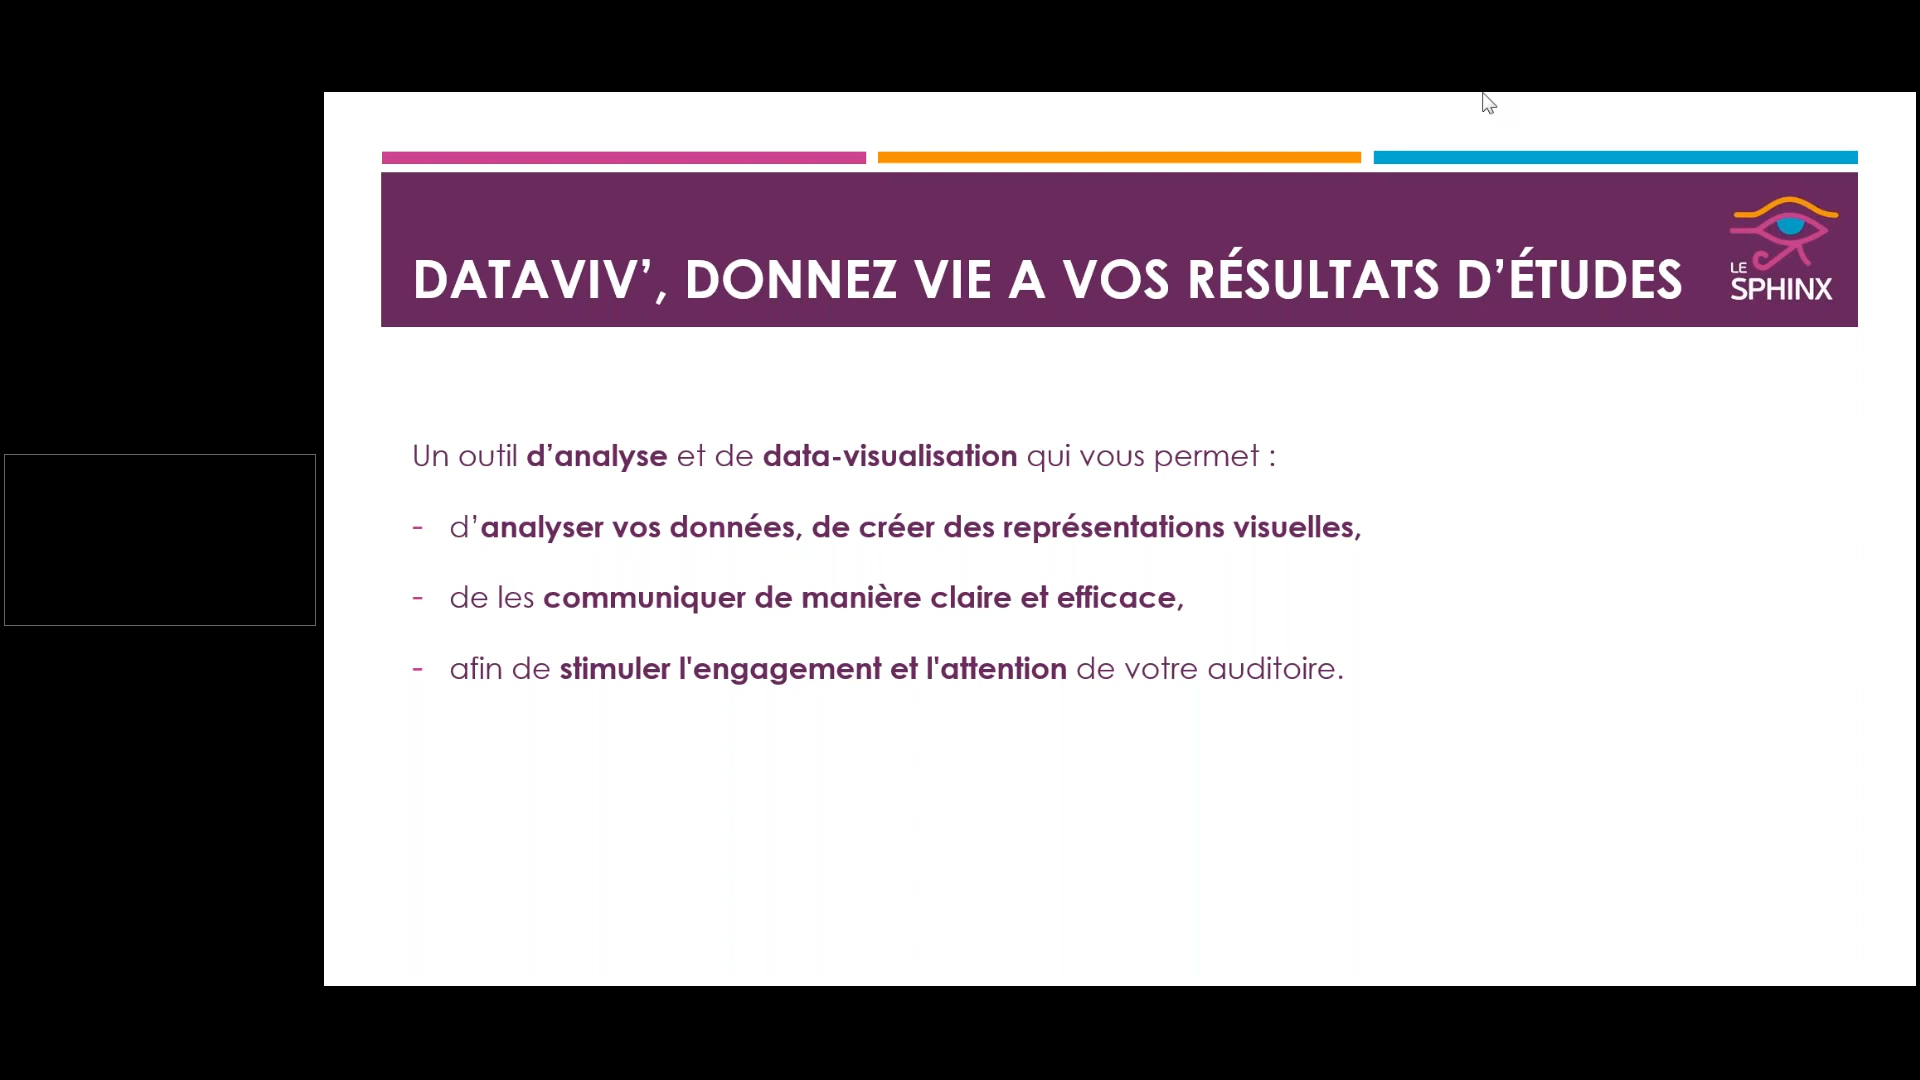 DATAVIV’, DONNEZ VIE A VOS RÉSULTATS D’ÉTUDES
LE
SPHINX
Un outil d’analyse et de data-visualisation qui vous permet :
- d’analyser vos données, de créer des représentations visuelles,
- de les communiquer de manière claire et efficace,
- afin de stimuler l'engagement et l'attention de votre auditoire.